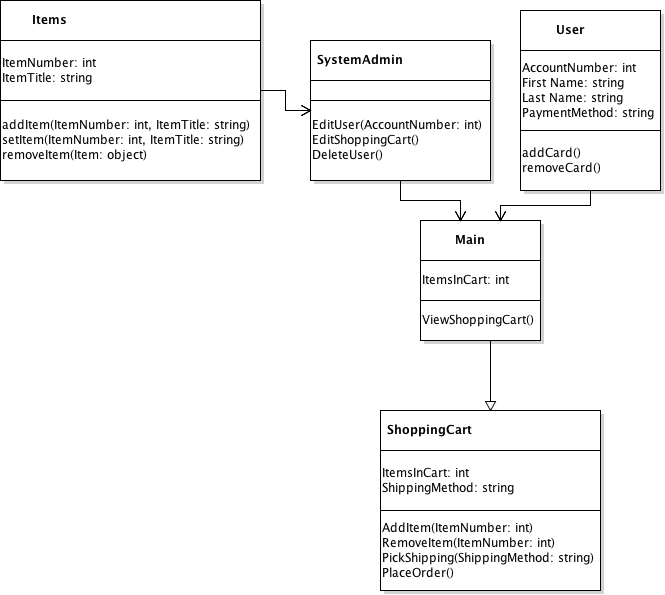 Items
ItemNumber: int
ItemTitle: string
addItem(ItemNumber: int, ItemTitle: string)
setItem(ItemNumber: int, ItemTitle: string)
removeItem(Item: object)
SystemAdmin
EditUser(AccountNumber: int)
EditShoppingCart()
DeleteUser()
User
AccountNumber: int
First Name: string
Last Name: string
PaymentMethod: string
addCard()
removeCard()
Main
ItemsInCart: int
ViewShoppingCart()
ShoppingCart
ItemsInCart: int
ShippingMethod: string
AddItem(ItemNumber: int)
RemoveItem(ItemNumber: int)
PickShipping(ShippingMethod: string)
PlaceOrder()